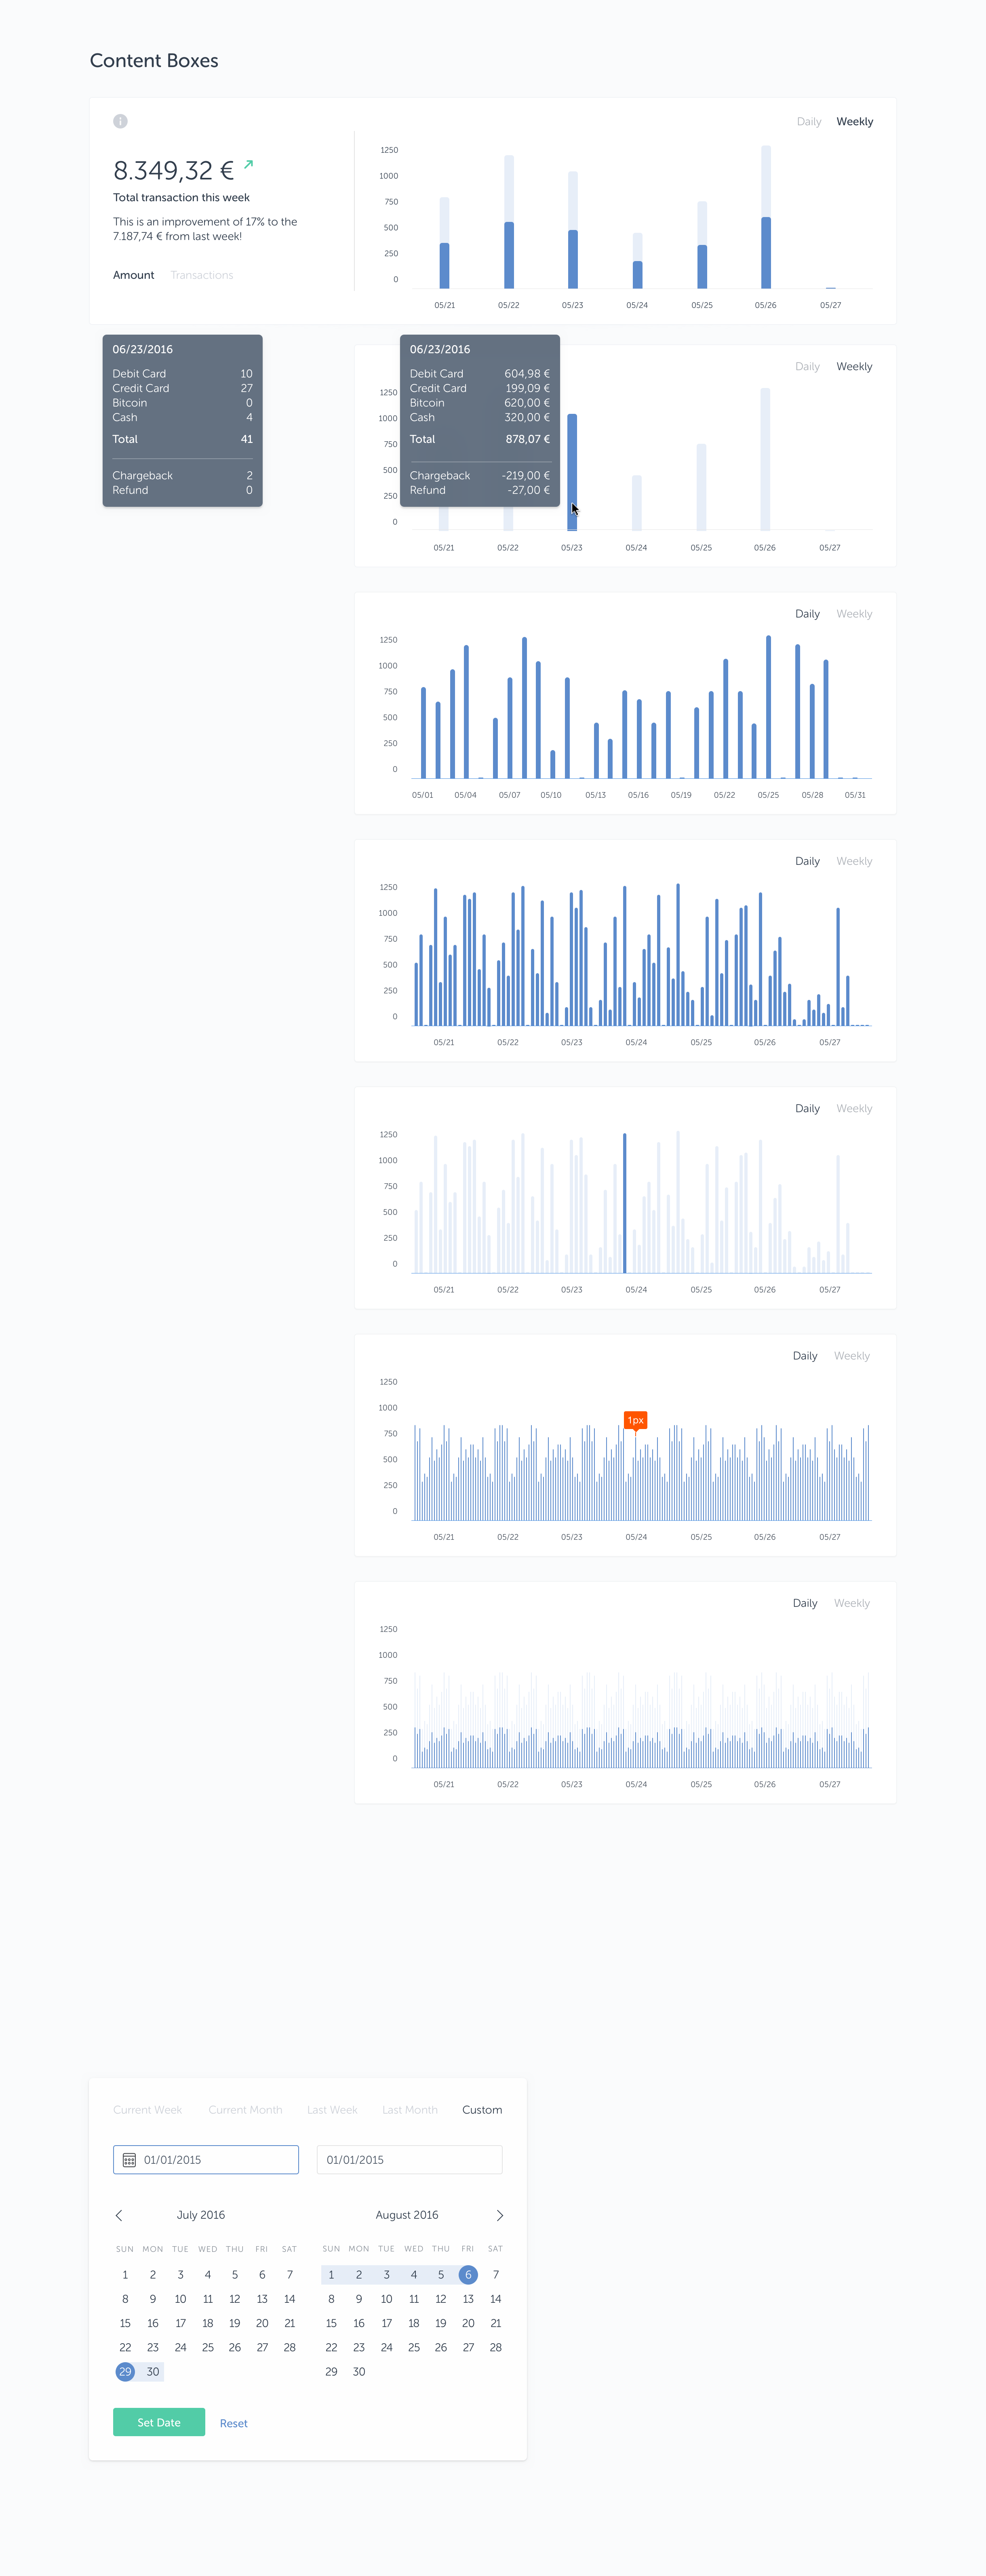 Content Boxes
8.349,32 €
Total transaction this week
This is an improvement of 17% to the
7.187,74 € from last week!
Amount Transactions
Daily Weekly
1250
1000
750
500
250
0
05/21 05/22 05/23 05/24 05/25 05/26 05/27
06/23/2016
Debit Card 10
Credit Card 27
Bitcoin 0
Cash 4
Total 41
Chargeback 2
Refund 0
06/23/2016
Debit Card 604,98 €
Credit Card 199,09 €
Bitcoin 620,00 €
Cash 320,00 €
Total 878,07 €
Chargeback -219,00 €
Refund -27,00 €
Daily Weekly
1250
1000
750
500
250
0
05/21 05/22 05/23 05/24 05/25 05/26 05/27
Daily Weekly
1250
1000
750
500
250
0
05/01 05/04 05/07 05/10 05/13 05/16 05/19 05/22 05/25 05/28 05/31
Daily Weekly
1250
1000
750
500
250
0
05/21 05/22 05/23 05/24 05/25 05/26 05/27
Daily Weekly
1250
1000
750
500
250
0
05/21 05/22 05/23 05/24 05/25 05/26 05/27
Daily Weekly
1250
1000
1px
750
500
250
0
05/21 05/22 05/23 05/24 05/25 05/26 05/27
Daily Weekly
1250
1000
750
500
250
0
05/21 05/22 05/23 05/24 05/25 05/26 05/27
Current Week Current Month Last Week Last Month Custom
01/01/2015 01/01/2015
July 2016
SUN MON TUE WED THU FRI SAT
1 2 3 4 5 6 7
8 9 10 11 12 13 14
15 16 17 18 19 20 21
22 23 24 25 26 27 28
29 30
August 2016
SUN MON TUE WED THU FRI SAT
1 2 3 4 5 6 7
8 9 10 11 12 13 14
15 16 17 18 19 20 21
22 23 24 25 26 27 28
29 30
Set Date Reset